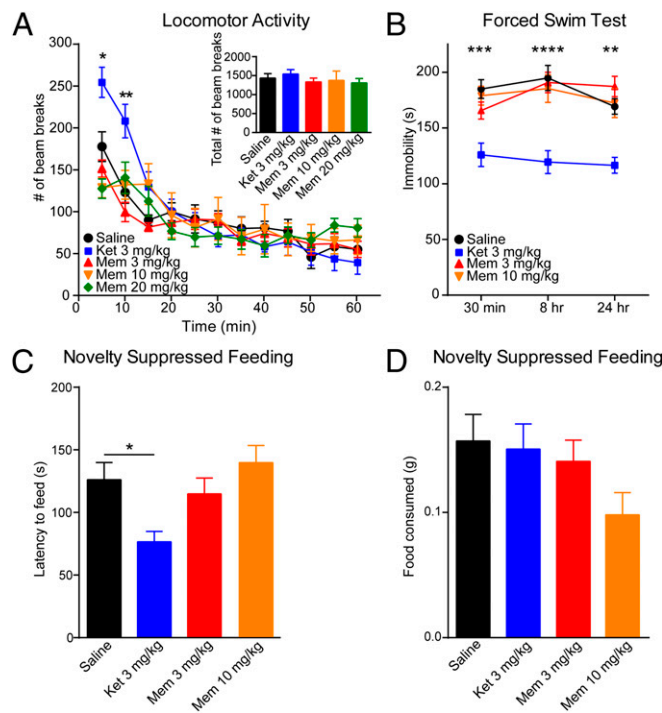 A
Locomotor Activity
# of beam breaks
300
250
200
150
100
50
0
0
10
20
30
40
50
60
Time (min)
*
**
Saline
Ket 3 mg/kg
Mem 3 mg/kg
Mem 10 mg/kg
Mem 20 mg/kg
Total # of beam breaks
2000
1500
1000
500
0
Saline
Ket 3 mg/kg
Mem 3 mg/kg
Mem 10 mg/kg
Mem 20 mg/kg
B
Forced Swim Test
*** **** **
Immobility (s)
200
150
100
50
0
Saline
Ket 3 mg/kg
Mem 3 mg/kg
Mem 10 mg/kg
30 min
8 hr
24 hr
C
Novelty Suppressed Feeding
Latency to feed (s)
200
150
100
50
0
*
Saline
Ket 3 mg/kg
Mem 3 mg/kg
Mem 10 mg/kg
D
Novelty Suppressed Feeding
Food consumed (g)
0.2
0.1
0.0
Saline
Ket 3 mg/kg
Mem 3 mg/kg
Mem 10 mg/kg